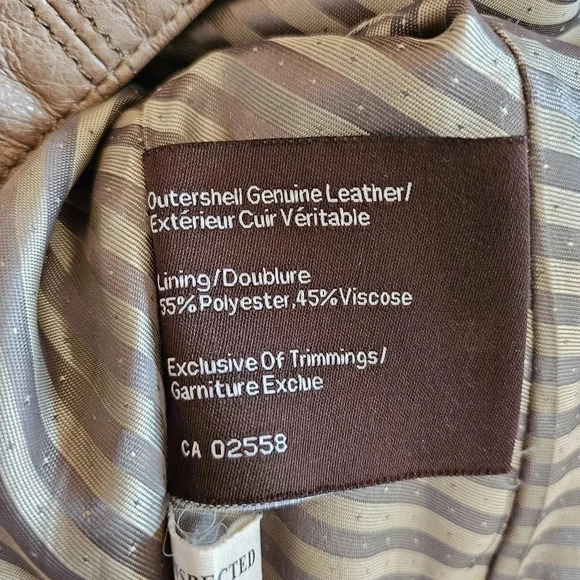 Outershell Genuine Leather/
Extérieur Cuir Véritable
Lining/Doublure
55%Polyester,45%Viscose
Exclusive Of Trimmings/
Garniture Exclue
CA 02558